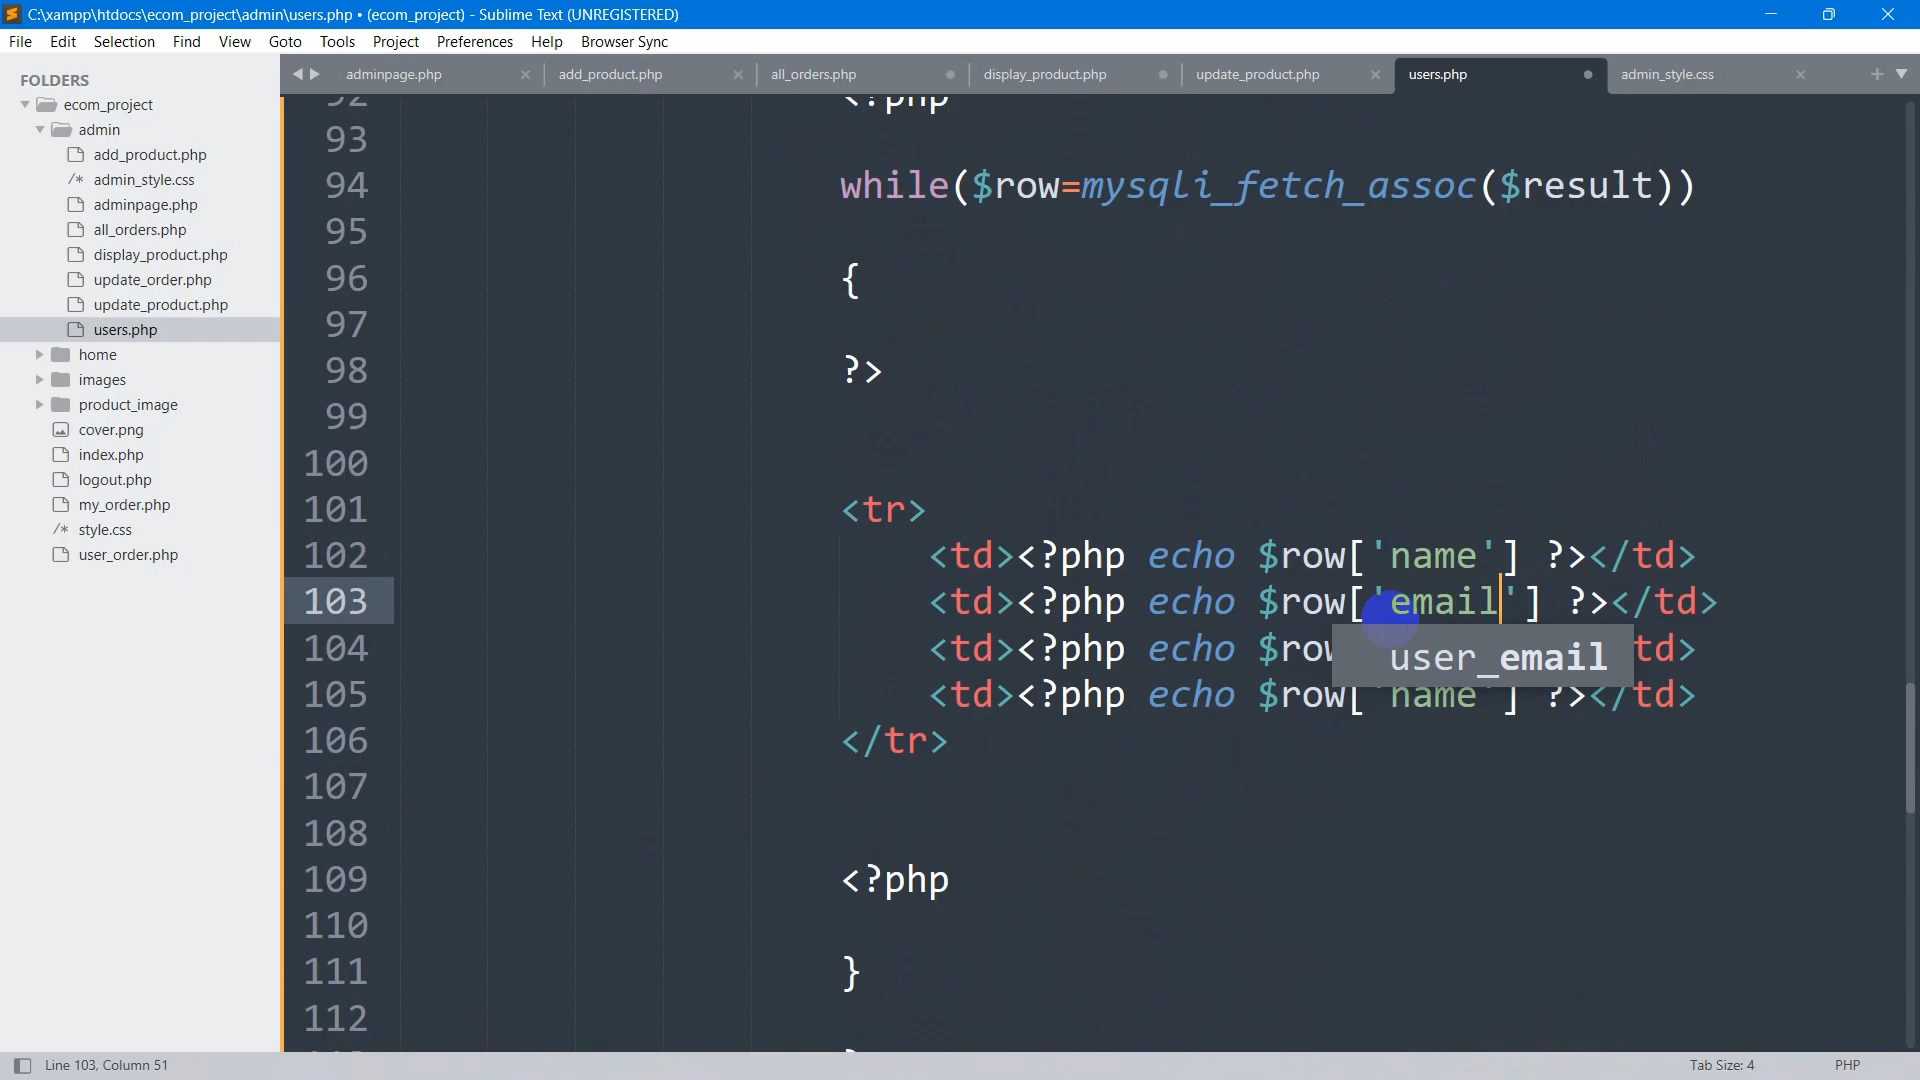 C:\xampp\htdocs\ecom_project\admin\users.php • (ecom_project) - Sublime Text (UNREGISTERED)
File Edit Selection Find View Goto Tools Project Preferences Help Browser Sync
FOLDERS
ecom_project
admin
add_product.php
/* admin_style.css
adminpage.php
all_orders.php
display_product.php
update_order.php
update_product.php
users.php
home
images
product_image
cover.png
index.php
logout.php
my_order.php
/* style.css
user_order.php
adminpage.php add_product.php all_orders.php display_product.php update_product.php users.php admin_style.css
92 <?php
93
94 while($row=mysqli_fetch_assoc($result))
95
96 {
97
98 ?>
99
100
101 <tr>
102 <td><?php echo $row['name'] ?></td>
103 <td><?php echo $row['email'] ?></td>
user_email
104 <td><?php echo $row td>
105 <td><?php echo $row['name'] ?></td>
106 </tr>
107
108
109 <?php
110
111 }
112
Line 103, Column 51 Tab Size: 4 PHP